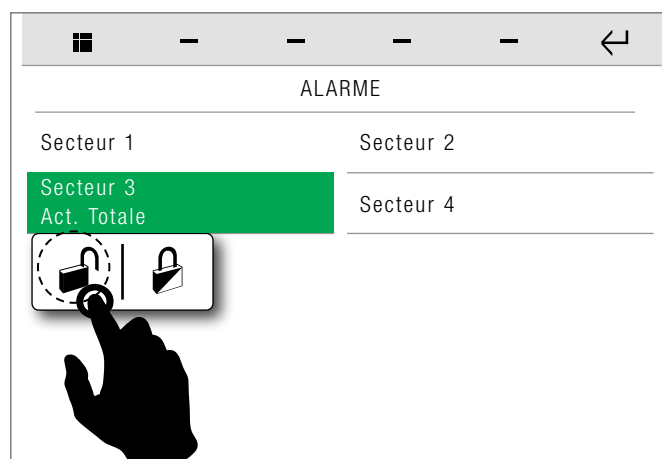 ALARME
Secteur 1
Secteur 2
Secteur 3
Act. Totale
Secteur 4